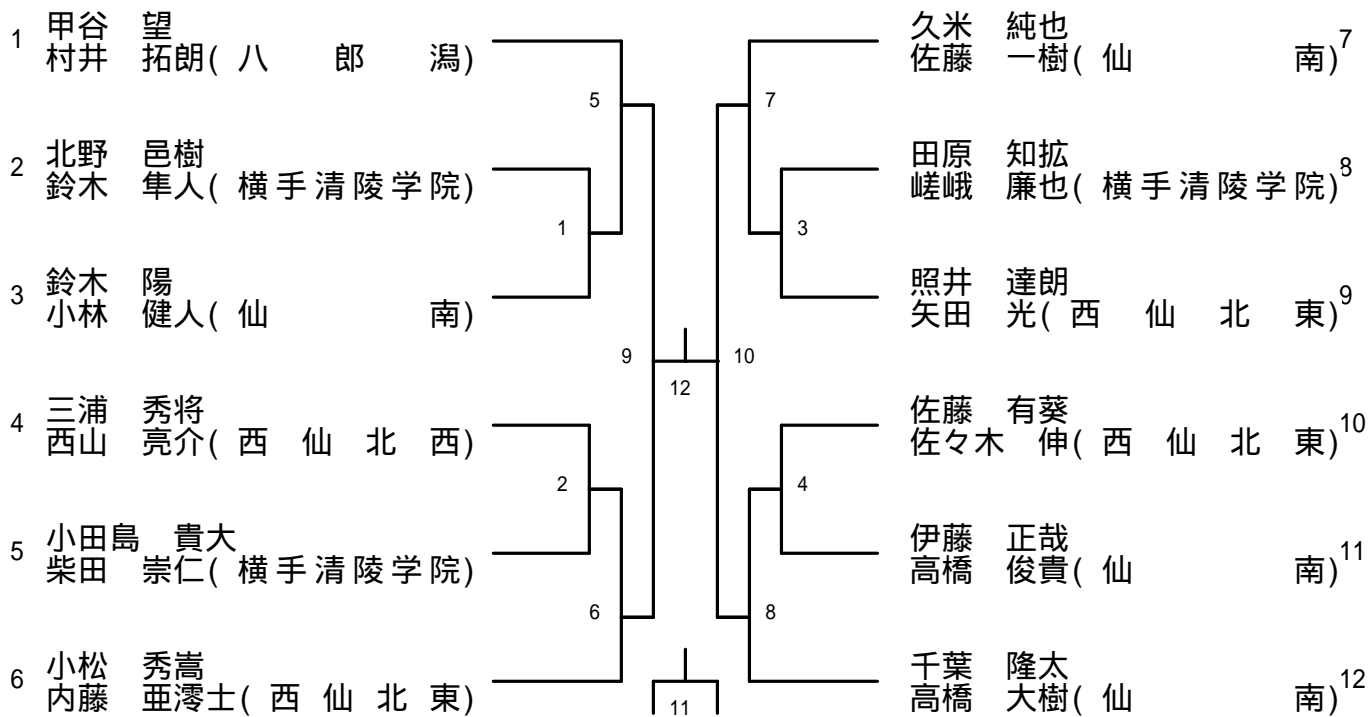 1 甲谷 望
村井 拓朗( 八 郎 潟)
2 北野 邑樹
鈴木 隼人( 横手清陵学院)
3 鈴木 陽
小林 健人( 仙 南)
4 三浦 秀将
西山 亮介( 西 仙 北 西)
5 小田島 貴大
柴田 崇仁( 横手清陵学院)
6 小松 秀嵩
内藤 亜澪士( 西 仙 北 東)
5
1
2
6
9
12
11
10
7
3
4
8
久米 純也
佐藤 一樹( 仙 南) 7
田原 知拡
嵯峨 廉也( 横手清陵学院) 8
照井 達朗
矢田 光( 西 仙 北 東) 9
佐藤 有葵
佐々木 伸( 西 仙 北 東) 10
伊藤 正哉
高橋 俊貴( 仙 南) 11
千葉 隆太
高橋 大樹( 仙 南) 12